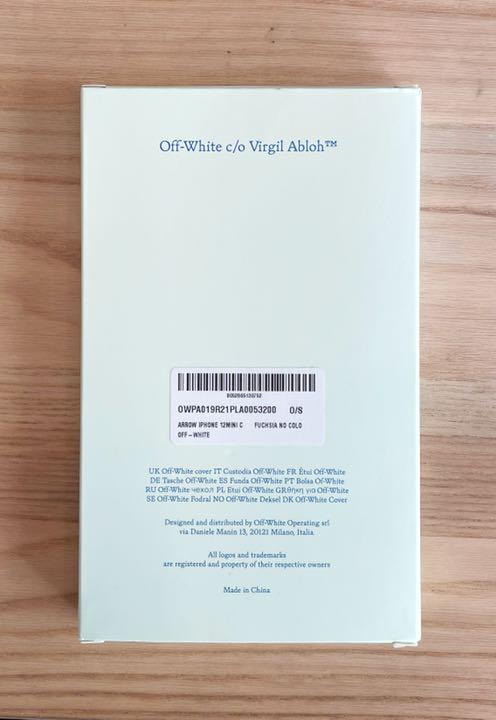 Off-White c/o Virgil Abloh™
OWPA019R21PLA0053200 O/S
ARROW IPHONE 12MINI C FUCHSIA NO COLO
OFF-WHITE
UK Off-White cover IT Custodia Off-White FR Étui Off-White
DE Tasche Off-White ES Funda Off-White PT Bolsa Of-White
RU Off-White чехол PL Etui Off-White GRθήκη για Off-White
SE Off-White Fodral NO Off-White Deksel DK Off-White Cover
Designed and distributed by Off-White Operating srl
via Daniele Manin 13, 20121 Milano, Italia
All logos and trademarks
are registered and property of their respective owners
Made in China